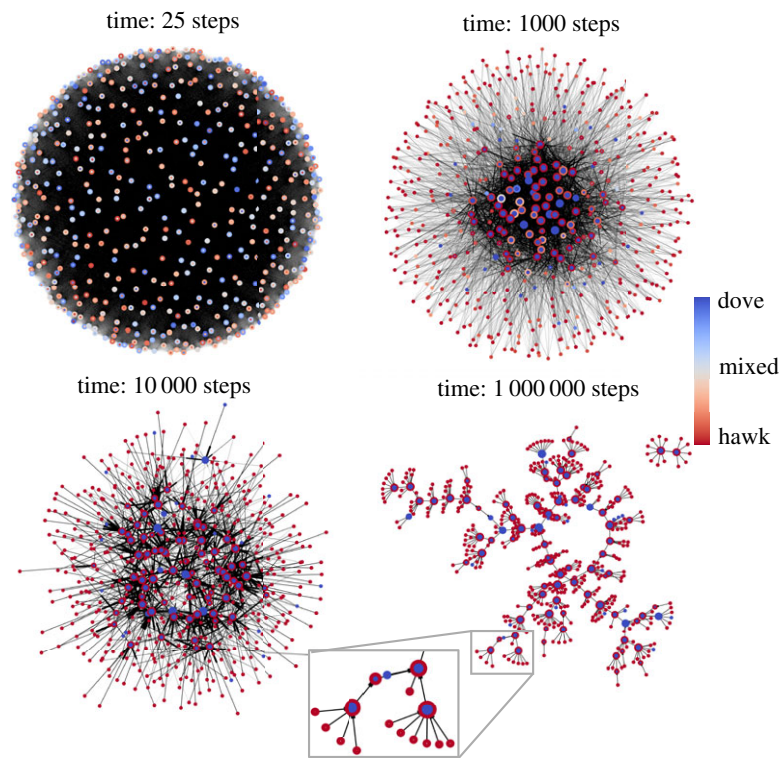 time: 25 steps
time: 1000 steps
dove
mixed
hawk
time: 10 000 steps
time: 1 000 000 steps